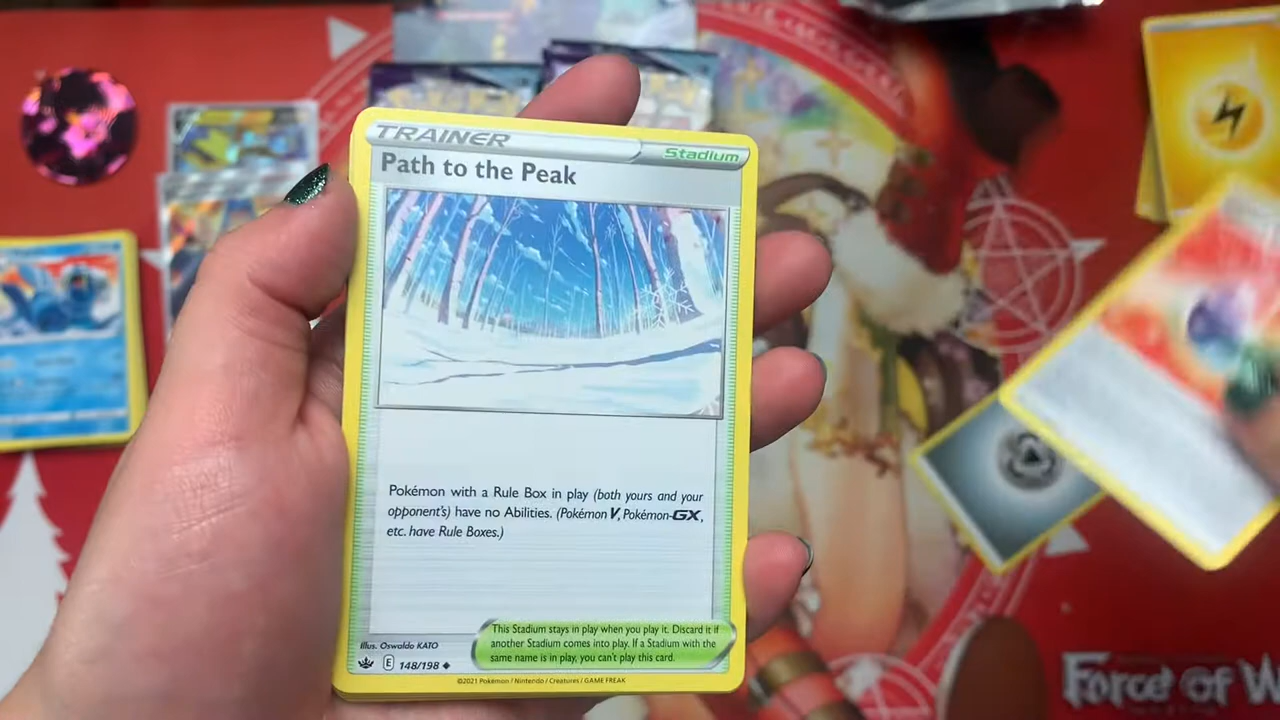 TRAINER
Stadium
Path to the Peak
Pokémon with a Rule Box in play (both yours and your
opponent's) have no Abilities. (Pokémon V, Pokémon-GX,
etc. have Rule Boxes.)
This Stadium stays in play when you play it. Discard it if
another Stadium comes into play. If a Stadium with the
same name is in play, you can't play this card.
Illus. Oswaldo KATO
E 148/198
©2021 Pokémon / Nintendo / Creatures / GAME FREAK
Force of W